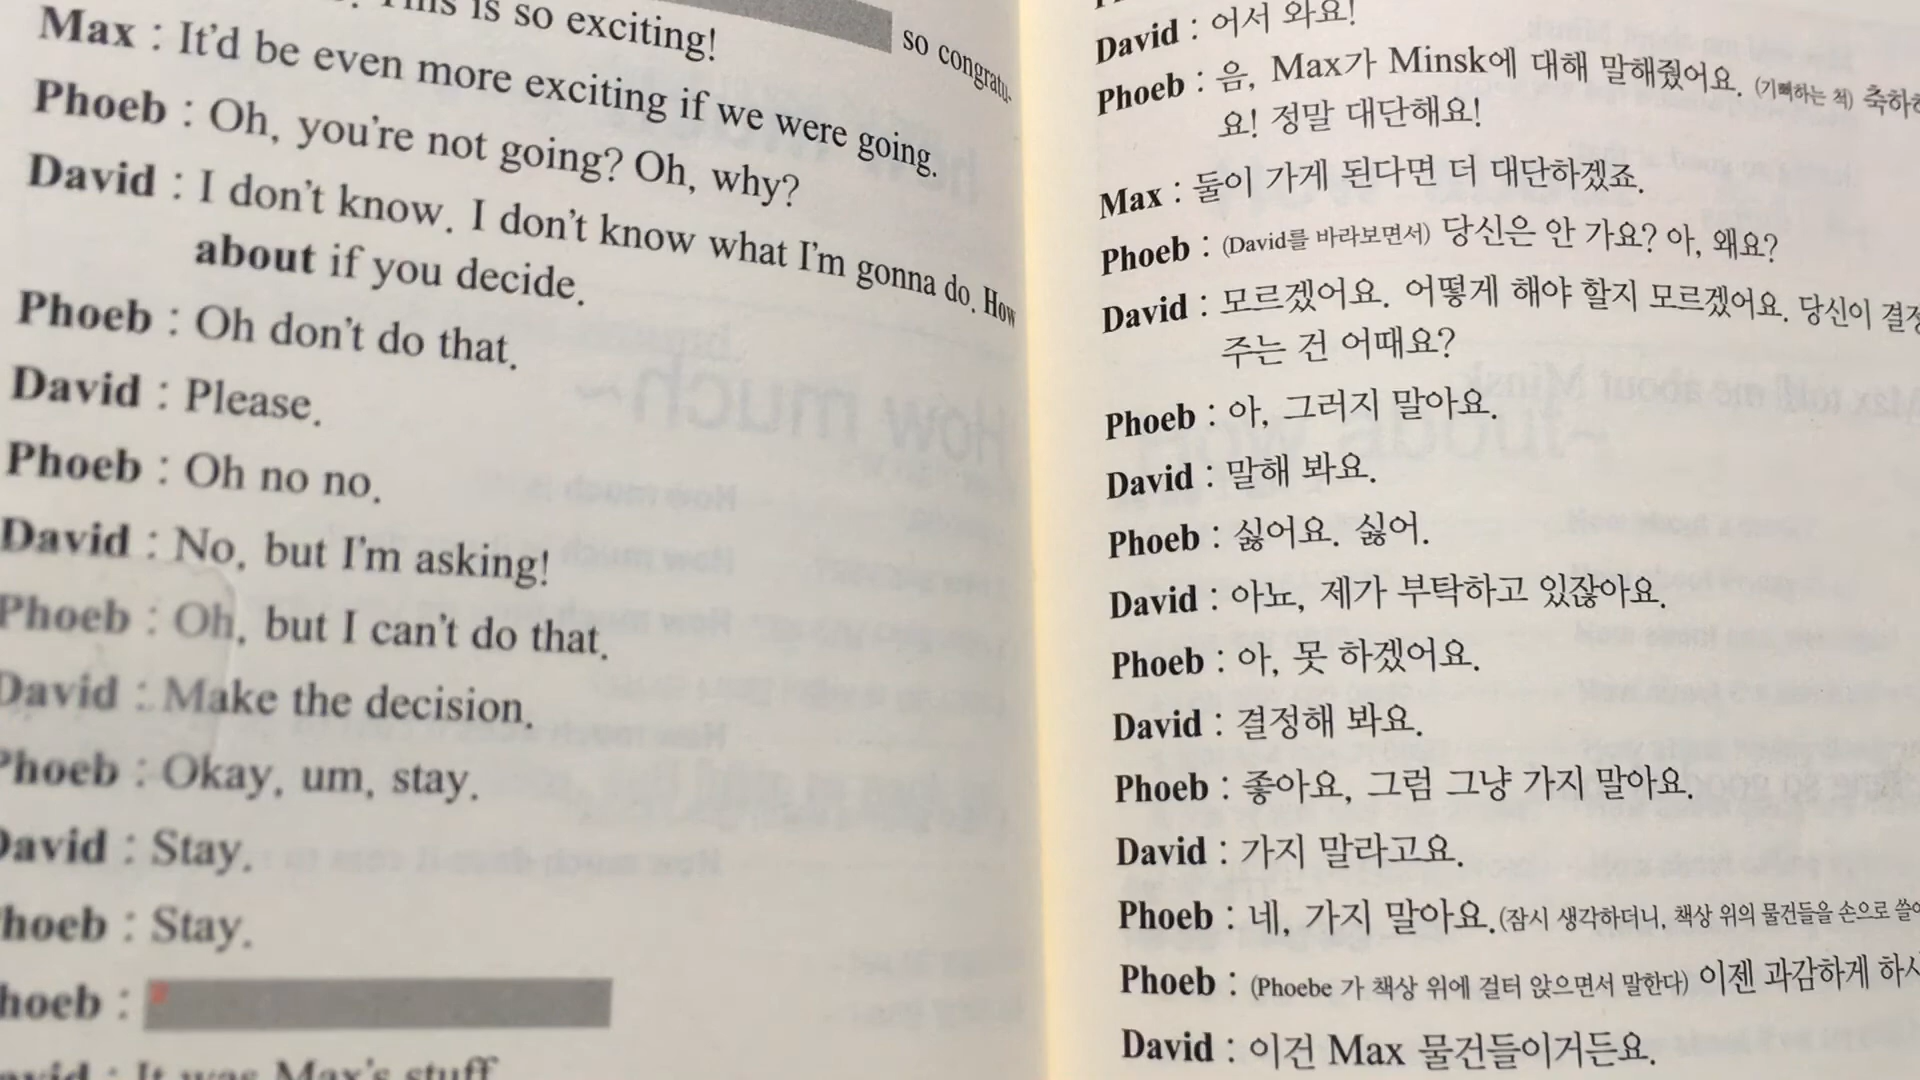 This is so exciting!
so congratu-
Max : It'd be even more exciting if we were going.
Phoeb : Oh, you're not going? Oh, why?
David : I don't know. I don't know what I'm gonna do. How
about if you decide.
Phoeb : Oh don't do that.
David : Please.
Phoeb : Oh no no.
David : No, but I'm asking!
Phoeb : Oh, but I can't do that.
David : Make the decision.
Phoeb : Okay, um, stay.
David : Stay.
Phoeb : Stay.
hoeb :
David : It was Max's stuff
David : 어서 와요!
Phoeb : 음, Max가 Minsk에 대해 말해줬어요. (기뻐하는 척) 축하해
요! 정말 대단해요!
Max : 둘이 가게 된다면 더 대단하겠죠.
Phoeb : (David를 바라보면서) 당신은 안 가요? 아, 왜요?
David : 모르겠어요. 어떻게 해야 할지 모르겠어요. 당신이 결정
주는 건 어때요?
Phoeb : 아, 그러지 말아요.
David : 말해 봐요.
Phoeb : 싫어요. 싫어.
David : 아뇨, 제가 부탁하고 있잖아요.
Phoeb : 아, 못 하겠어요.
David : 결정해 봐요.
Phoeb : 좋아요, 그럼 그냥 가지 말아요.
David : 가지 말라고요.
Phoeb : 네, 가지 말아요.(잠시 생각하더니, 책상 위의 물건들을 손으로 쓸어
Phoeb : (Phoebe 가 책상 위에 걸터 앉으면서 말한다) 이젠 과감하게 하시
David : 이건 Max 물건들이거든요.